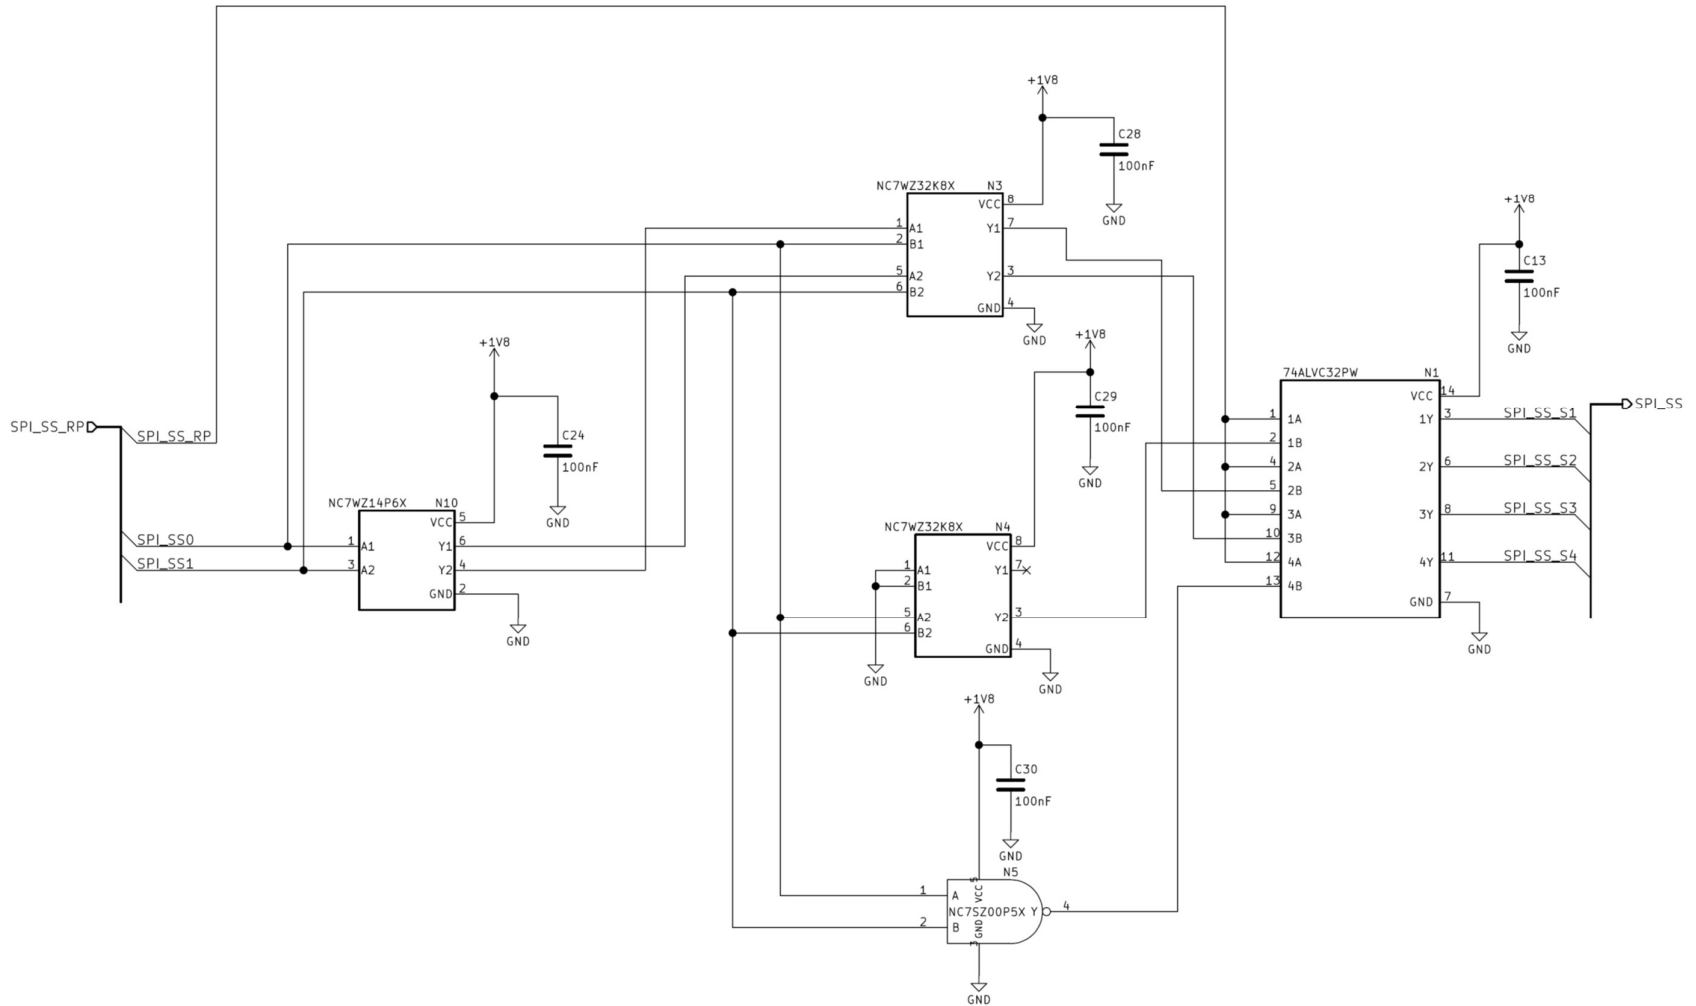 +1V8
C28
100nF
GND
NC7WZ32K8X N3
VCC 8
1 A1 Y1 7
2 B1
5 A2 Y2 3
6 B2
GND 4
GND
+1V8
C13
100nF
GND
+1V8
C24
100nF
GND
+1V8
C29
100nF
GND
SPI_SS_RP
SPI_SS_RP
SPI_SS0
SPI_SS1
NC7WZ14P6X N10
VCC 5
1 A1 Y1 6
3 A2 Y2 4
GND 2
GND
NC7WZ32K8X N4
VCC 8
1 A1 Y1 7
2 B1
5 A2 Y2 3
6 B2
GND 4
GND
GND
74ALVC32PW N1
VCC 14
1 1A 1Y 3 SPI_SS_S1
2 1B
4 2A 2Y 6 SPI_SS_S2
5 2B
9 3A 3Y 8 SPI_SS_S3
10 3B
12 4A 4Y 11 SPI_SS_S4
13 4B
GND 7
GND
SPI_SS
+1V8
C30
100nF
GND
N5
VCC 5
1 A
NC7SZ00P5X Y 4
2 B
GND 3
GND